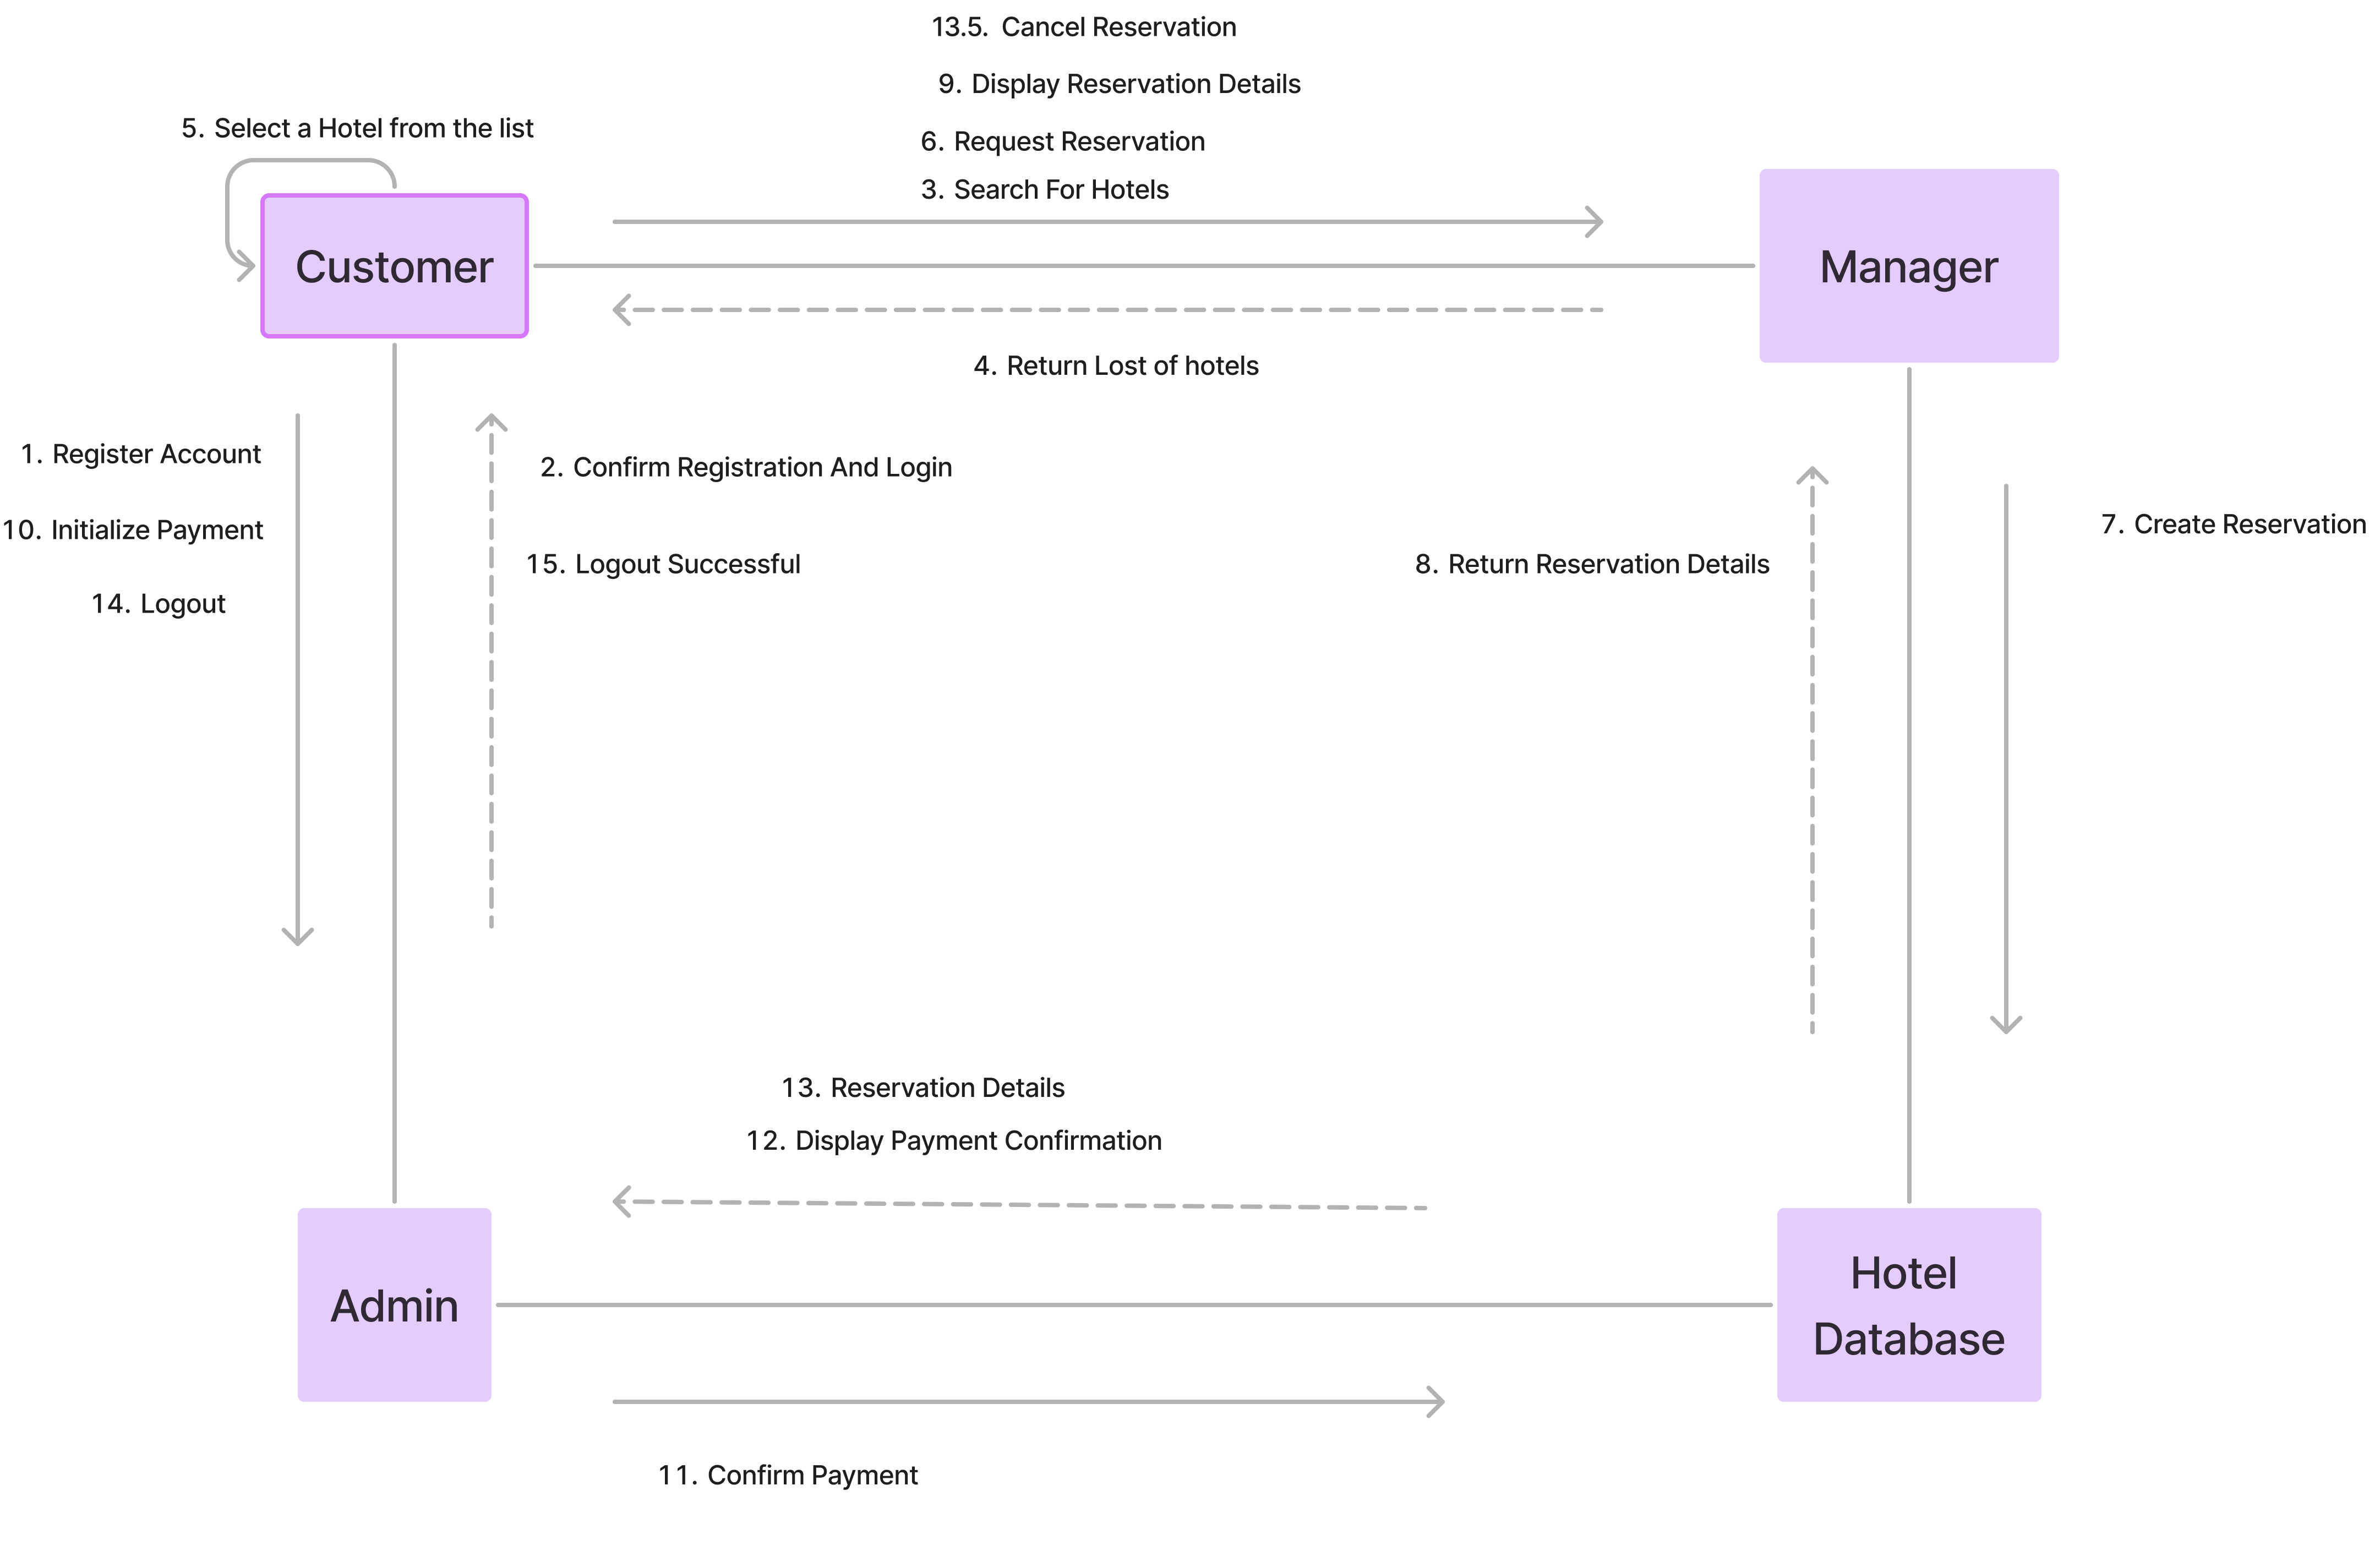 13.5. Cancel Reservation
9. Display Reservation Details
5. Select a Hotel from the list
6. Request Reservation
3. Search For Hotels
Customer
Manager
4. Return Lost of hotels
1. Register Account
2. Confirm Registration And Login
10. Initialize Payment
7. Create Reservation
15. Logout Successful
8. Return Reservation Details
14. Logout
13. Reservation Details
12. Display Payment Confirmation
Admin
Hotel
Database
11. Confirm Payment